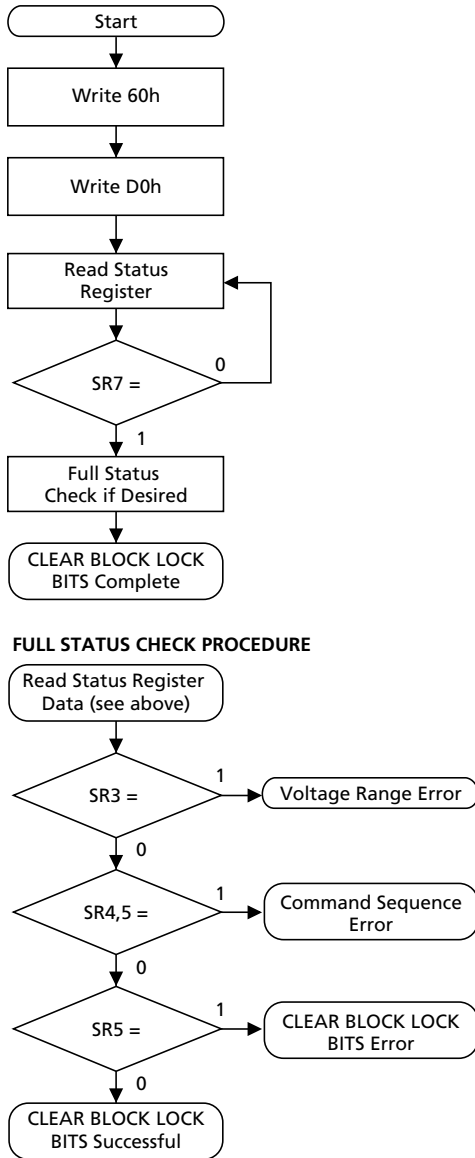 Start
Write 60h
Write D0h
Read Status
Register
0
SR7 =
1
Full Status
Check if Desired
CLEAR BLOCK LOCK
BITS Complete
FULL STATUS CHECK PROCEDURE
Read Status Register
Data (see above)
1
SR3 =
Voltage Range Error
0
1
SR4,5 =
Command Sequence
Error
0
1
SR5 =
CLEAR BLOCK LOCK
BITS Error
0
CLEAR BLOCK LOCK
BITS Successful